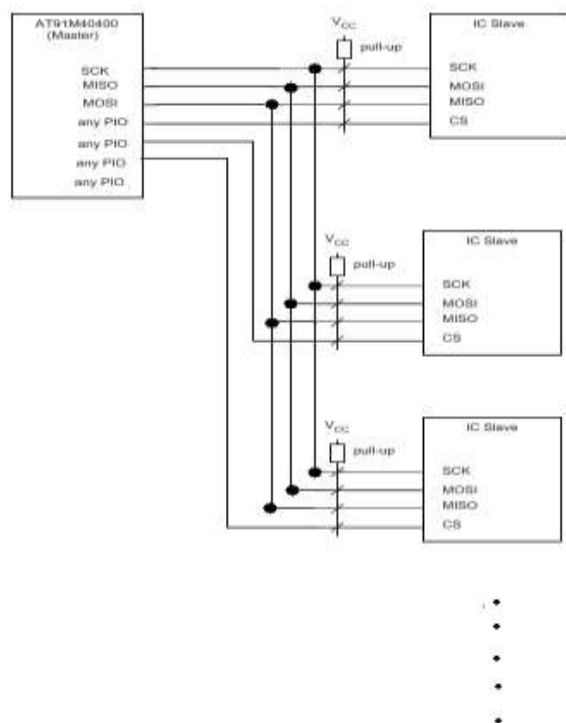 AT91M40400
(Master)
SCK
MISO
MOSI
any PIO
any PIO
any PIO
any PIO
VCC
pull-up
IC Slave
SCK
MOSI
MISO
CS
VCC
pull-up
IC Slave
SCK
MOSI
MISO
CS
VCC
pull-up
IC Slave
SCK
MOSI
MISO
CS